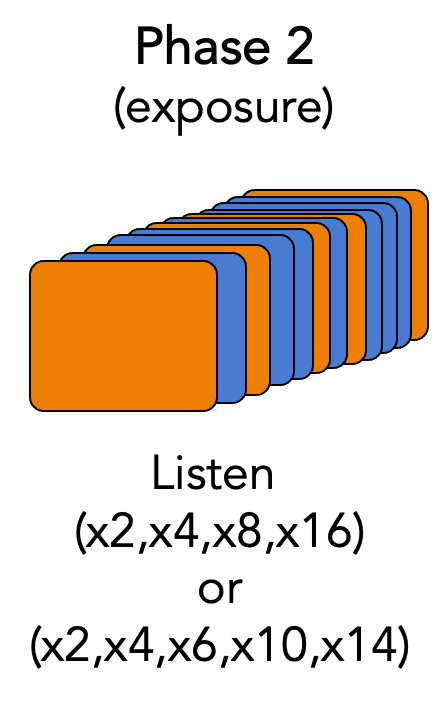 Phase 2
(exposure)
Listen
(x2,x4,x8,x16)
or
(x2,x4,x6,x10,x14)